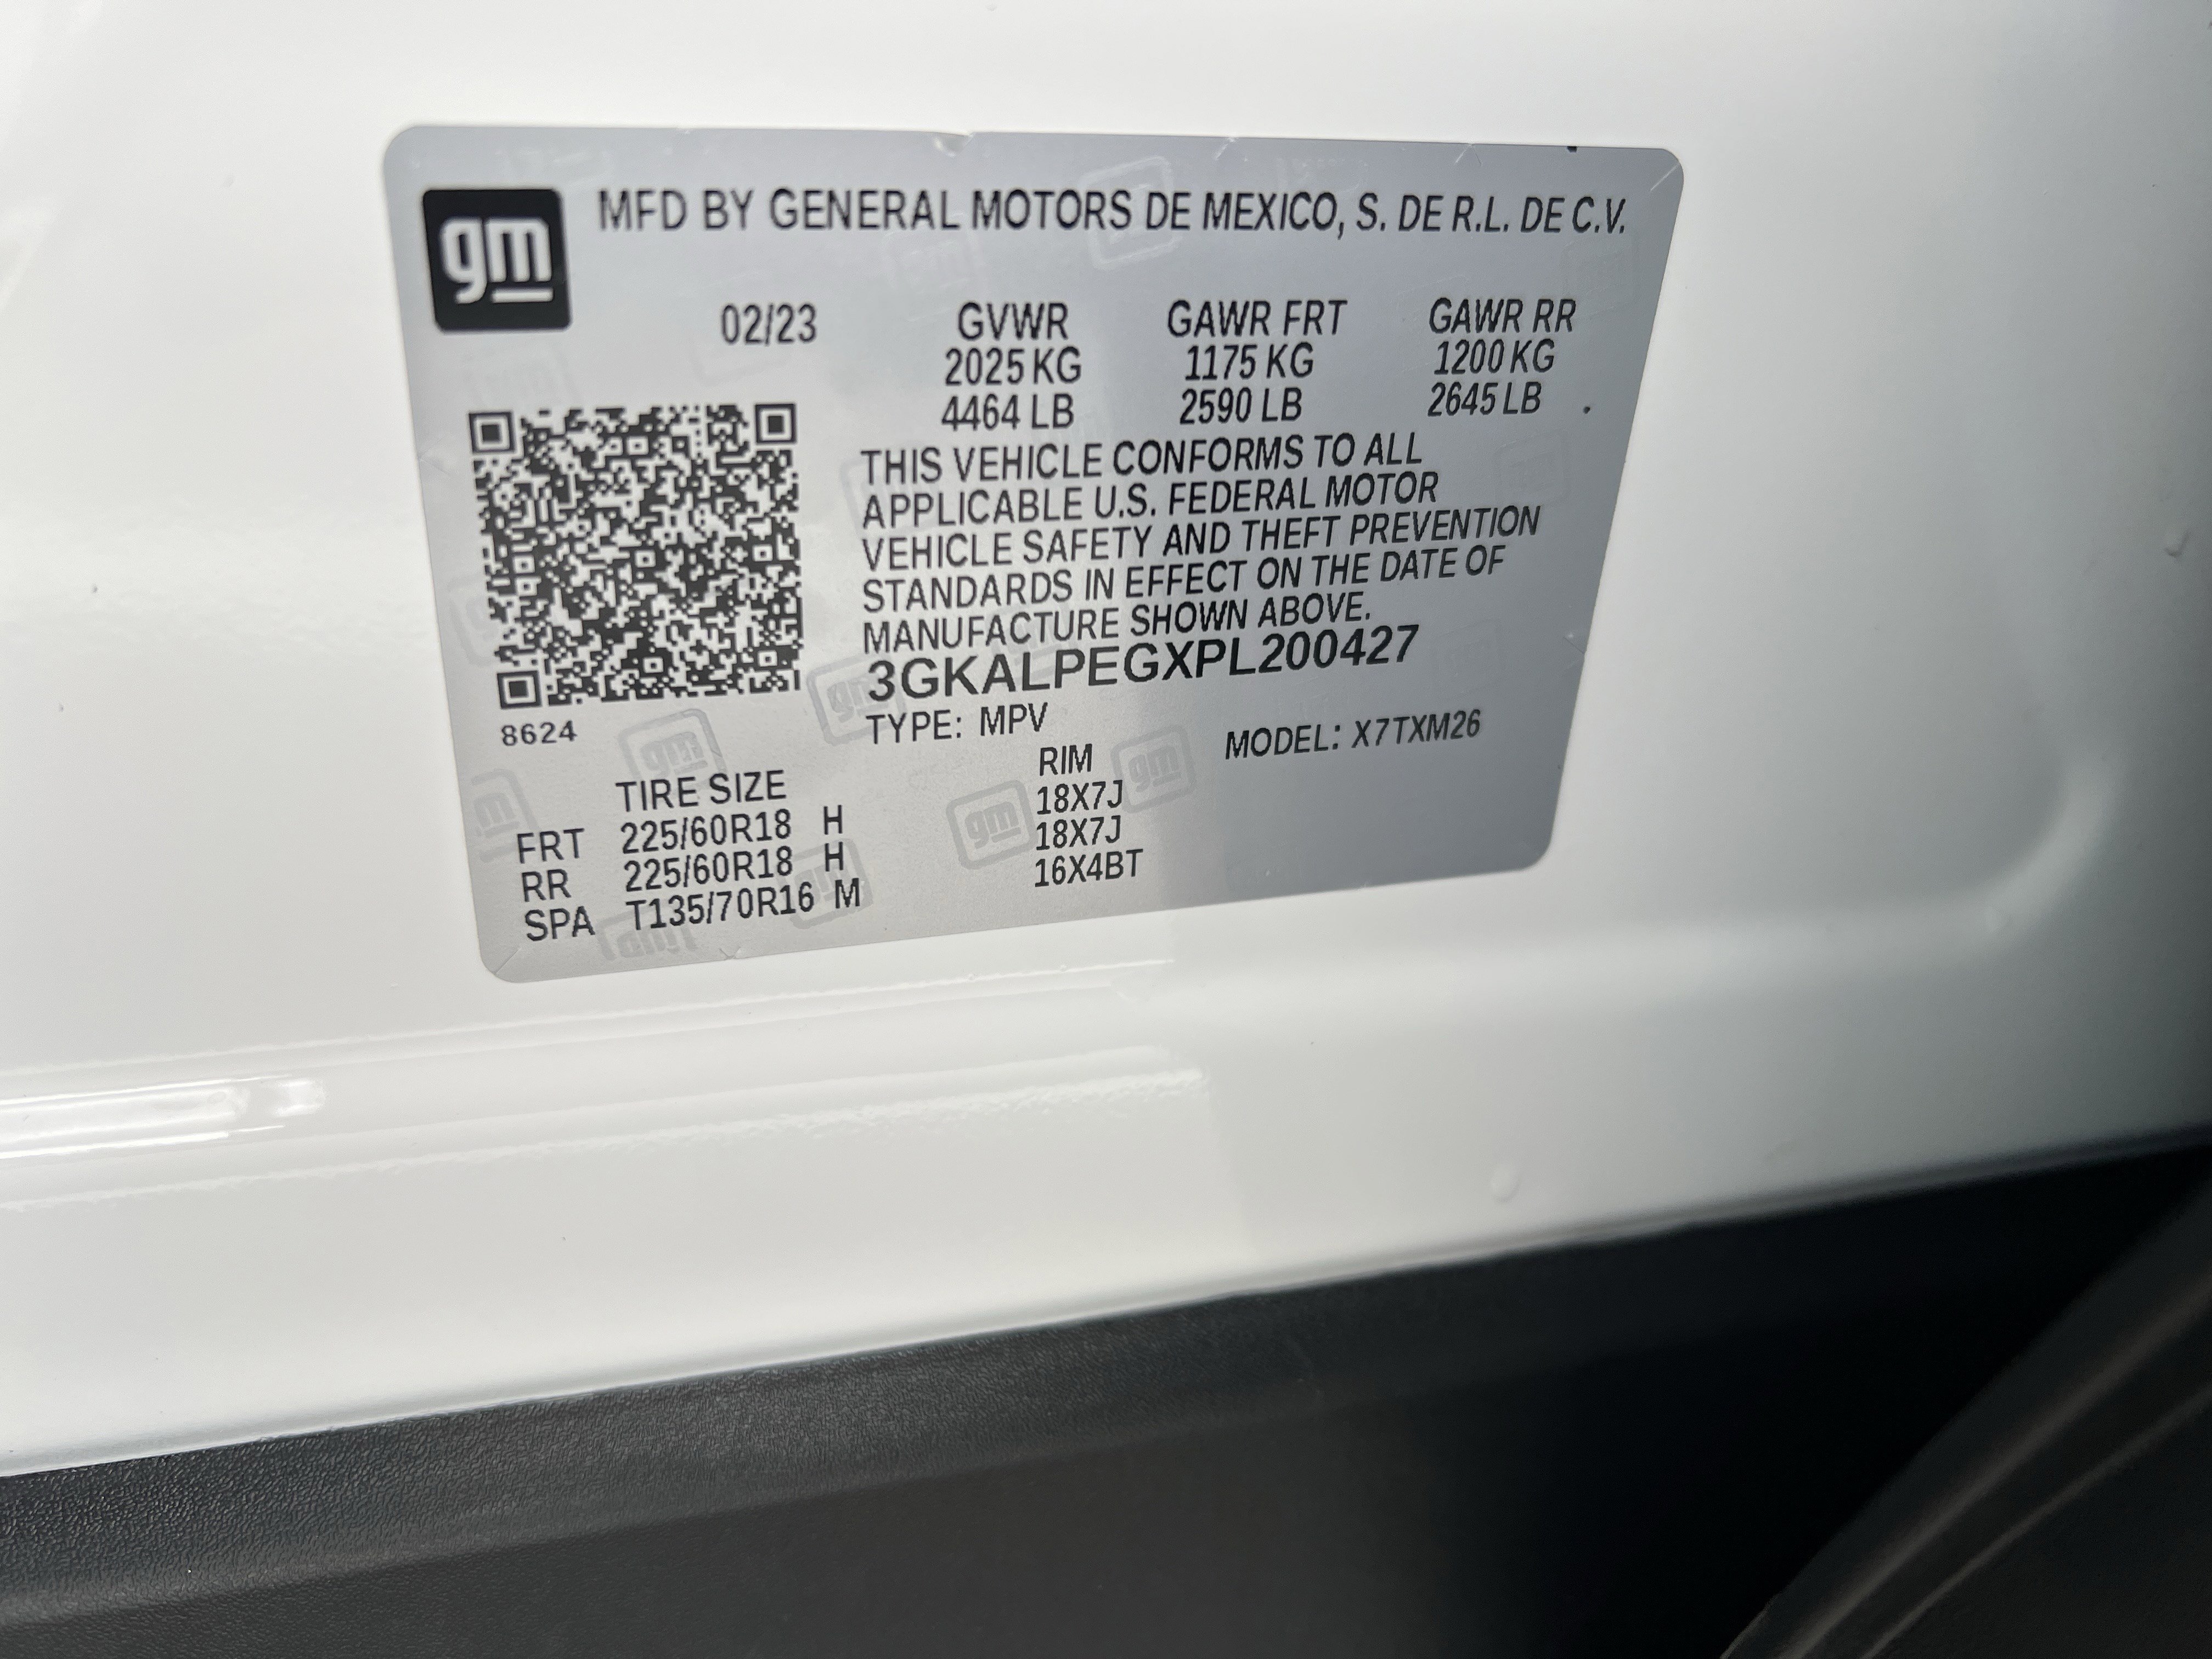 gm MFD BY GENERAL MOTORS DE MEXICO, S. DE R.L. DE C.V.
02/23 GVWR GAWR FRT GAWR RR
2025 KG 1175 KG 1200 KG
4464 LB 2590 LB 2645 LB
THIS VEHICLE CONFORMS TO ALL
APPLICABLE U.S. FEDERAL MOTOR
VEHICLE SAFETY AND THEFT PREVENTION
STANDARDS IN EFFECT ON THE DATE OF
MANUFACTURE SHOWN ABOVE.
3GKALPEGXPL200427
8624
TYPE: MPV MODEL: X7TXM26
TIRE SIZE RIM
FRT 225/60R18 H 18X7J
RR 225/60R18 H 18X7J
SPA T135/70R16 M 16X4BT